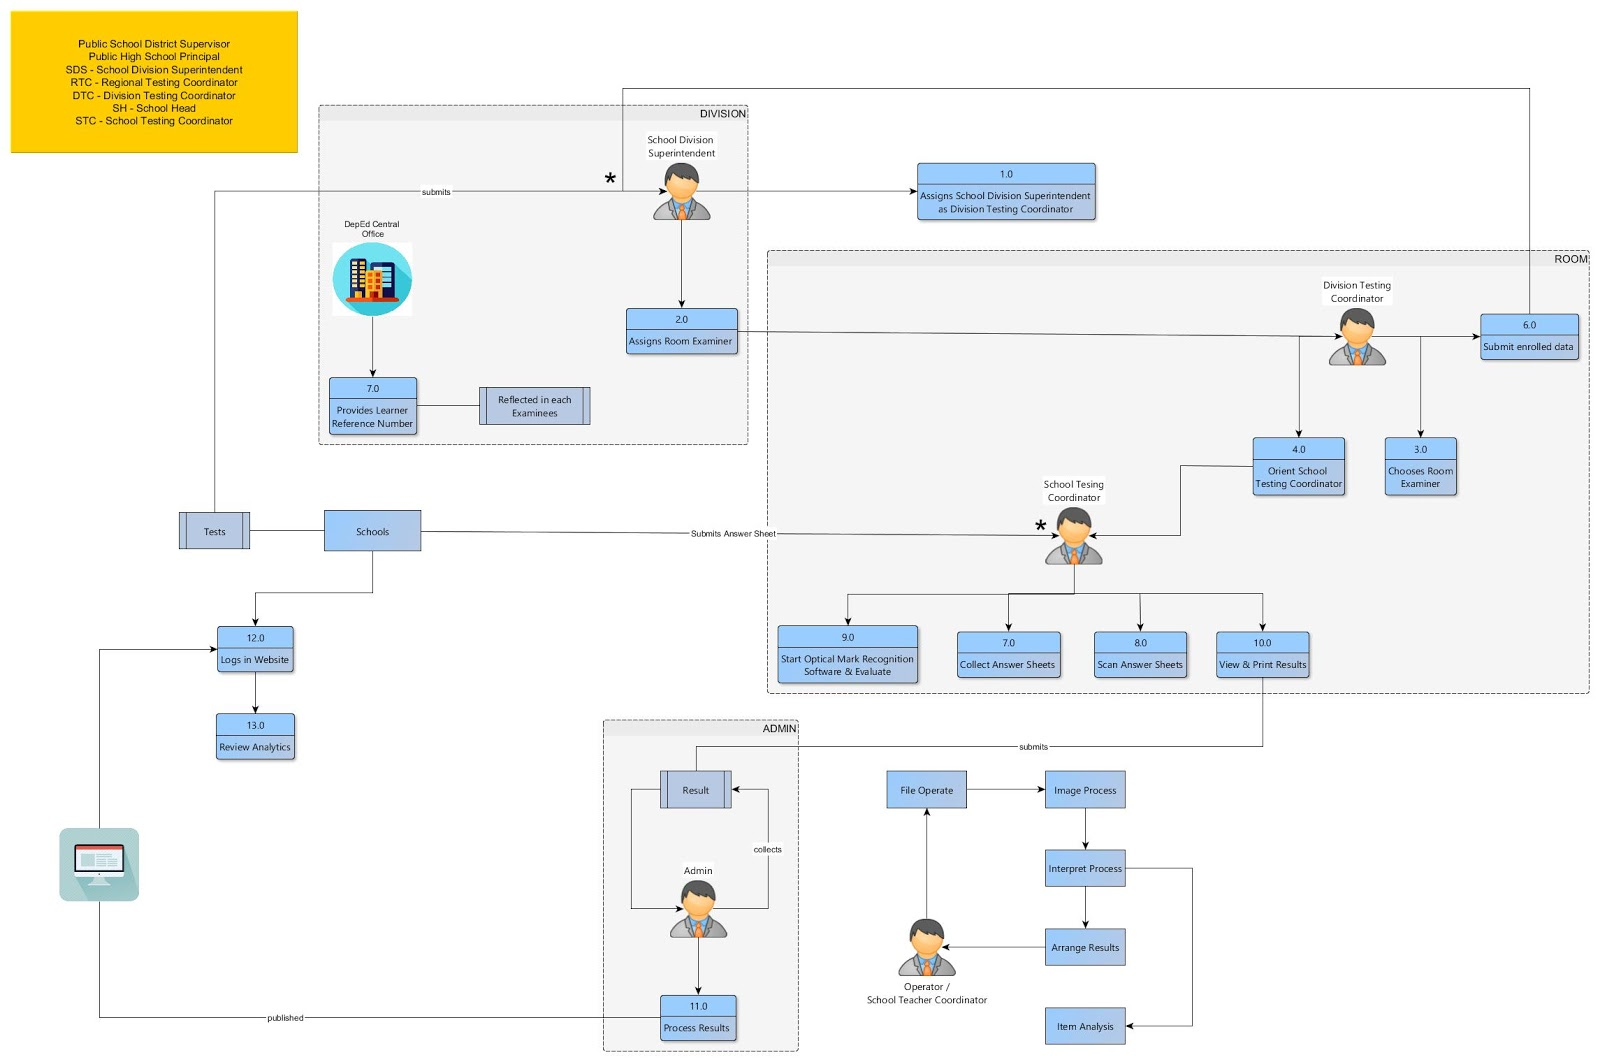 Public School District Supervisor
Public High School Principal
SDS - School Division Superintendent
RTC - Regional Testing Coordinator
DTC - Division Testing Coordinator
SH - School Head
STC - School Testing Coordinator
DIVISION
School Division
Superintendent
*
submits
1.0
Assigns School Division Superintendent
as Division Testing Coordinator
DepEd Central
Office
2.0
Assigns Room Examiner
7.0
Provides Learner
Reference Number
Reflected in each
Examinees
ROOM
Division Testing
Coordinator
6.0
Submit enrolled data
4.0
Orient School
Testing Coordinator
3.0
Chooses Room
Examiner
School Tesing
Coordinator
*
Tests
Schools
Submits Answer Sheet
9.0
Start Optical Mark Recognition
Software & Evaluate
7.0
Collect Answer Sheets
8.0
Scan Answer Sheets
10.0
View & Print Results
12.0
Logs in Website
13.0
Review Analytics
ADMIN
submits
Result
collects
Admin
11.0
Process Results
published
File Operate
Image Process
Interpret Process
Arrange Results
Operator /
School Teacher Coordinator
Item Analysis